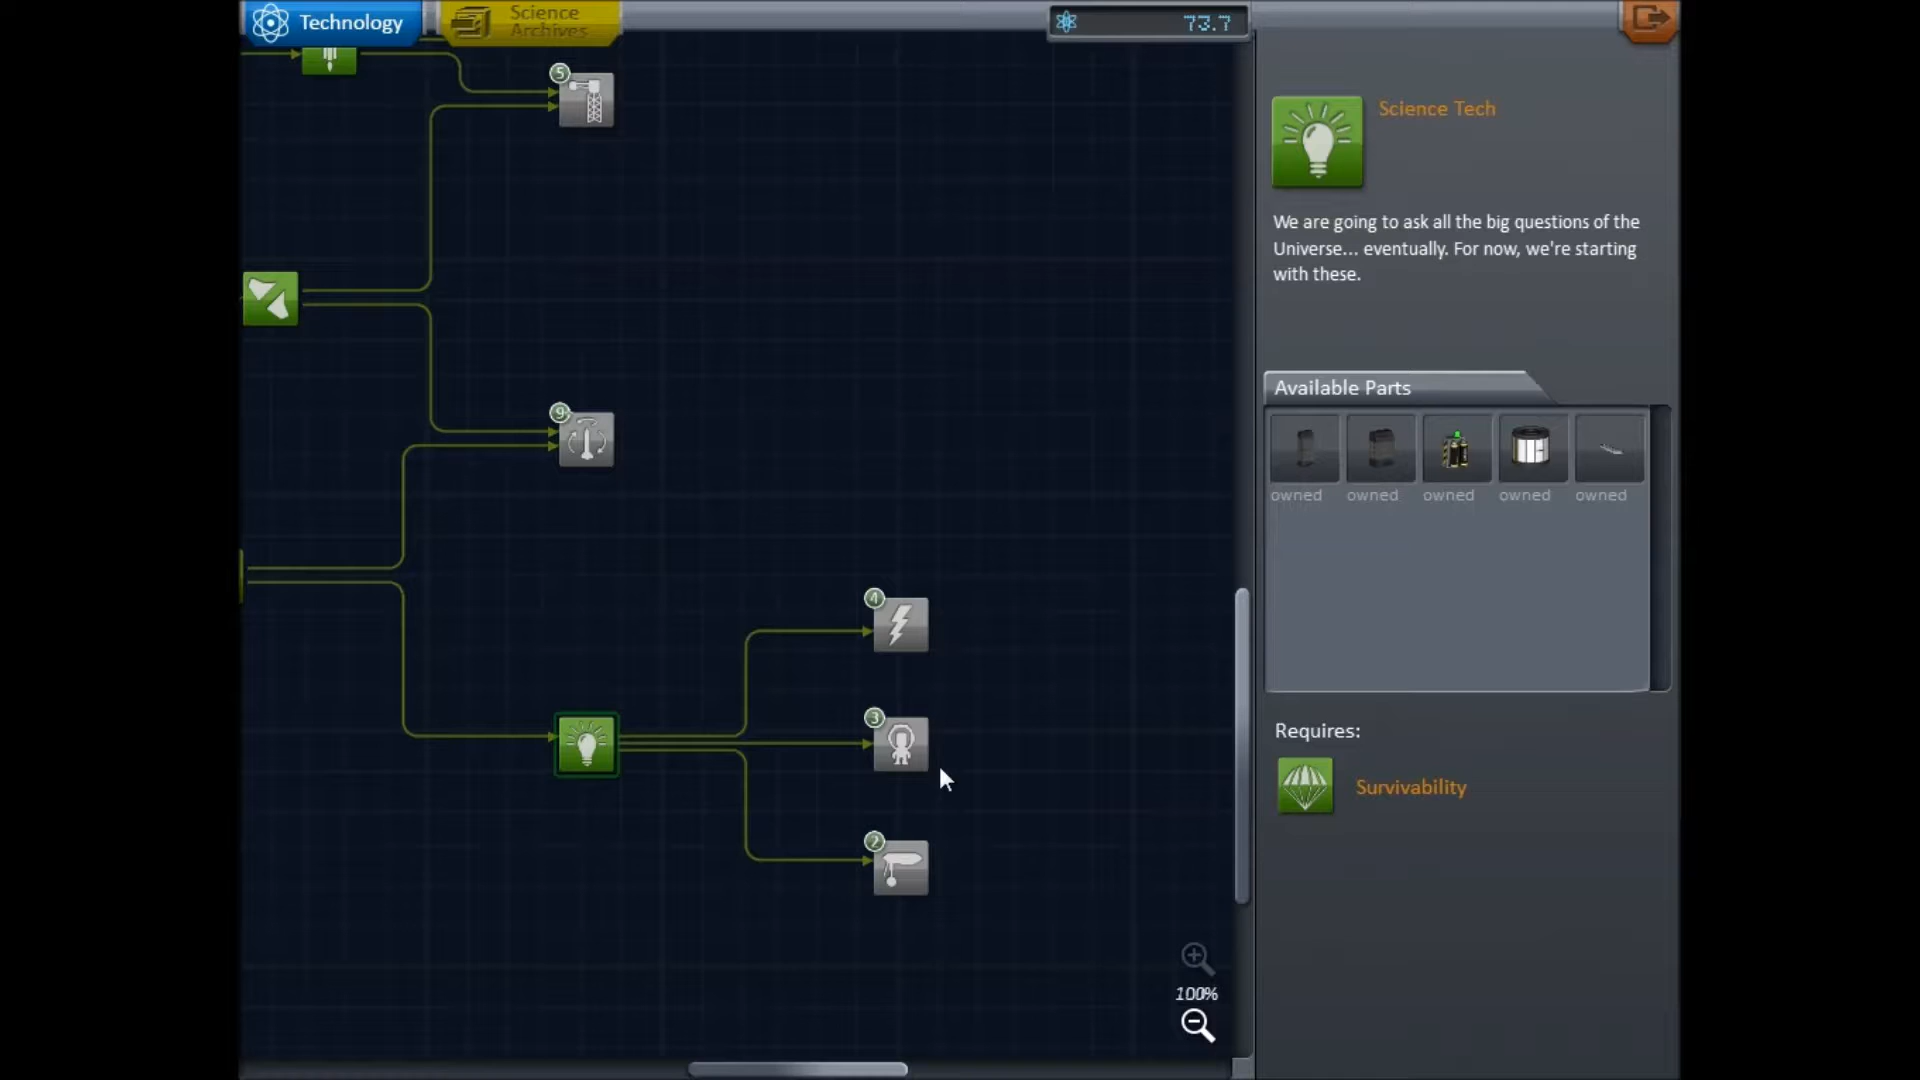 Technology
Science
Archives
73.7
5
9
4
3
2
100%
Science Tech
We are going to ask all the big questions of the
Universe... eventually. For now, we're starting
with these.
Available Parts
owned owned owned owned owned
Requires:
Survivability